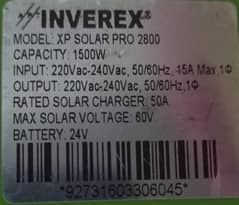 INVEREX®
MODEL: XP SOLAR PRO 2800
CAPACITY: 1500W
INPUT: 220Vac-240Vac, 50/60Hz, 15A Max,1Φ
OUTPUT: 220Vac-240Vac, 50/60Hz,1Φ
RATED SOLAR CHARGER: 50A
MAX SOLAR VOLTAGE: 60V
BATTERY: 24V
*92731603306045*